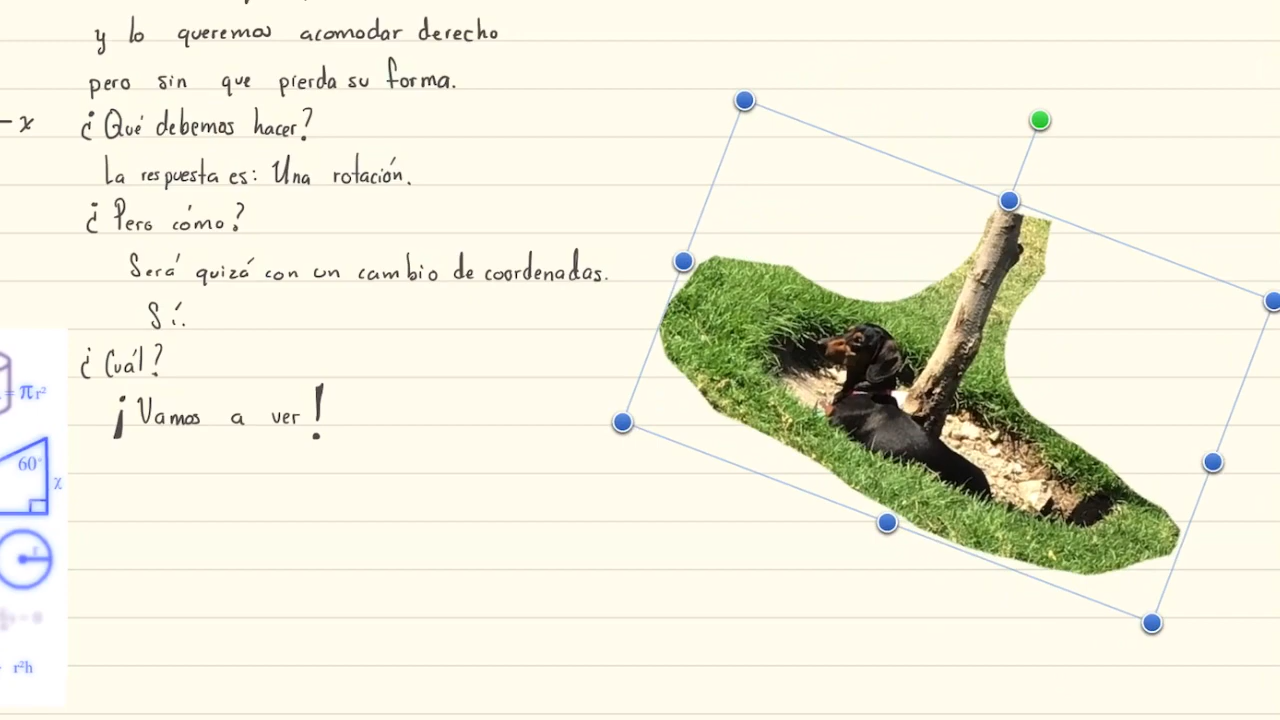 y lo queremos acomodar derecho
pero sin que pierda su forma.
- x
¿Qué debemos hacer?
La respuesta es: Una rotación.
¿Pero cómo?
Será quizá con un cambio de coordenadas.
Sí.
¿Cuál?
¡Vamos a ver!
= πr²
60°
x
r
r²h